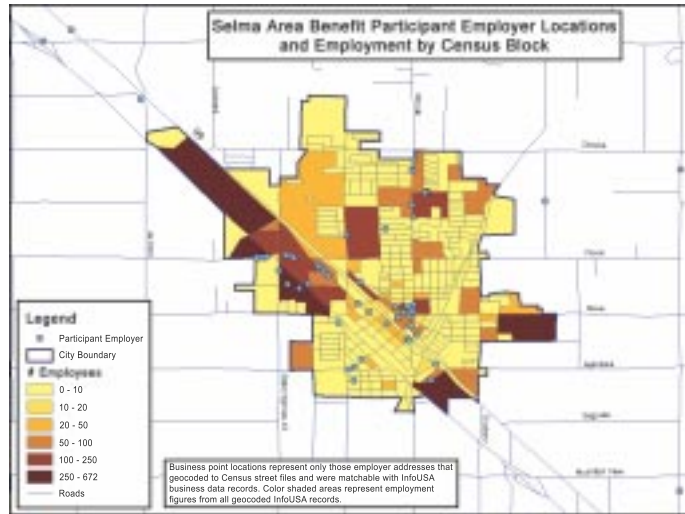 Selma Area Benefit Participant Employer Locations
and Employment by Census Block
Legend
Participant Employer
City Boundary
# Employees
0 - 10
10 - 20
20 - 50
50 - 100
100 - 250
250 - 672
Roads
Business point locations represent only those employer addresses that
geocoded to Census street files and were matchable with InfoUSA
business data records. Color shaded areas represent employment
figures from all geocoded InfoUSA records.